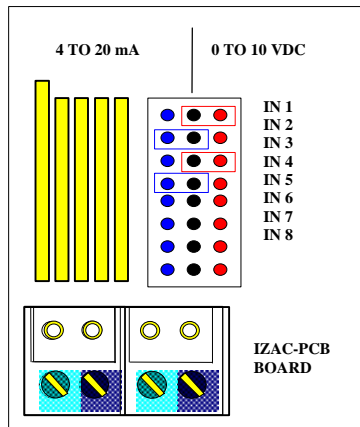 4 TO 20 mA
0 TO 10 VDC
IN 1
IN 2
IN 3
IN 4
IN 5
IN 6
IN 7
IN 8
IZAC-PCB
BOARD